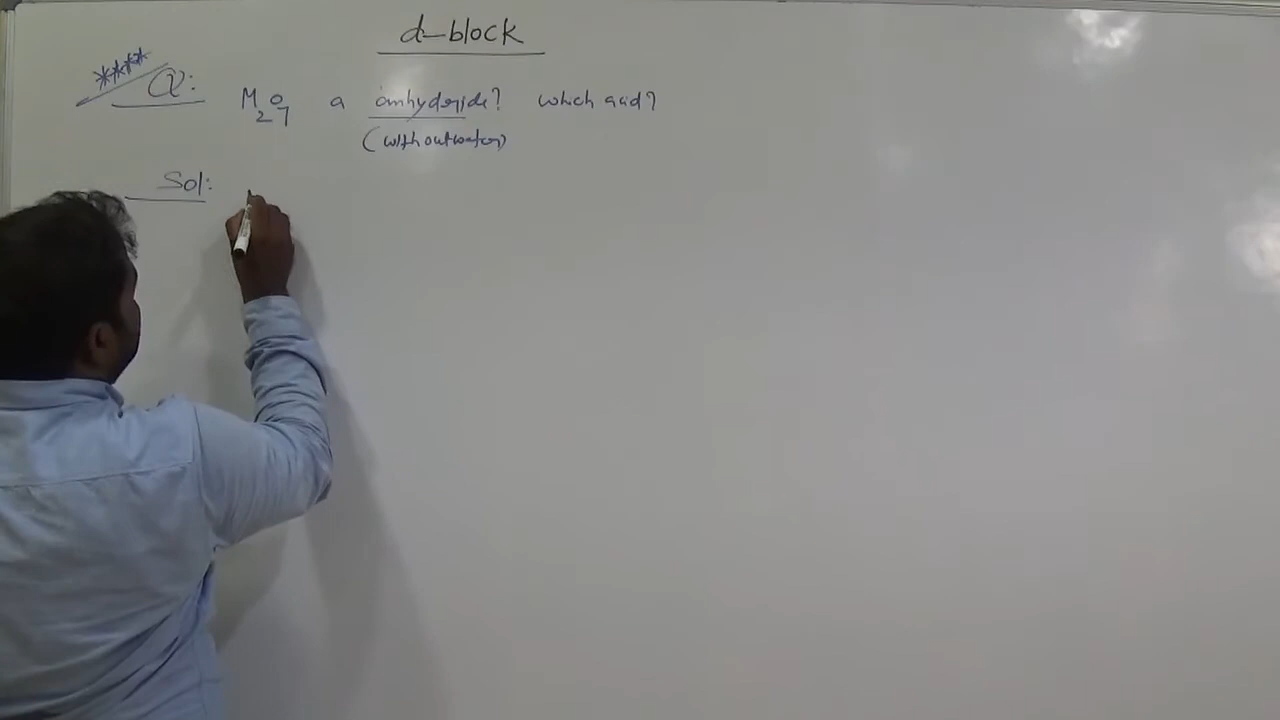 d-block
**** Q: M2O7 a anhydride? which acid?
(without water)
Sol: